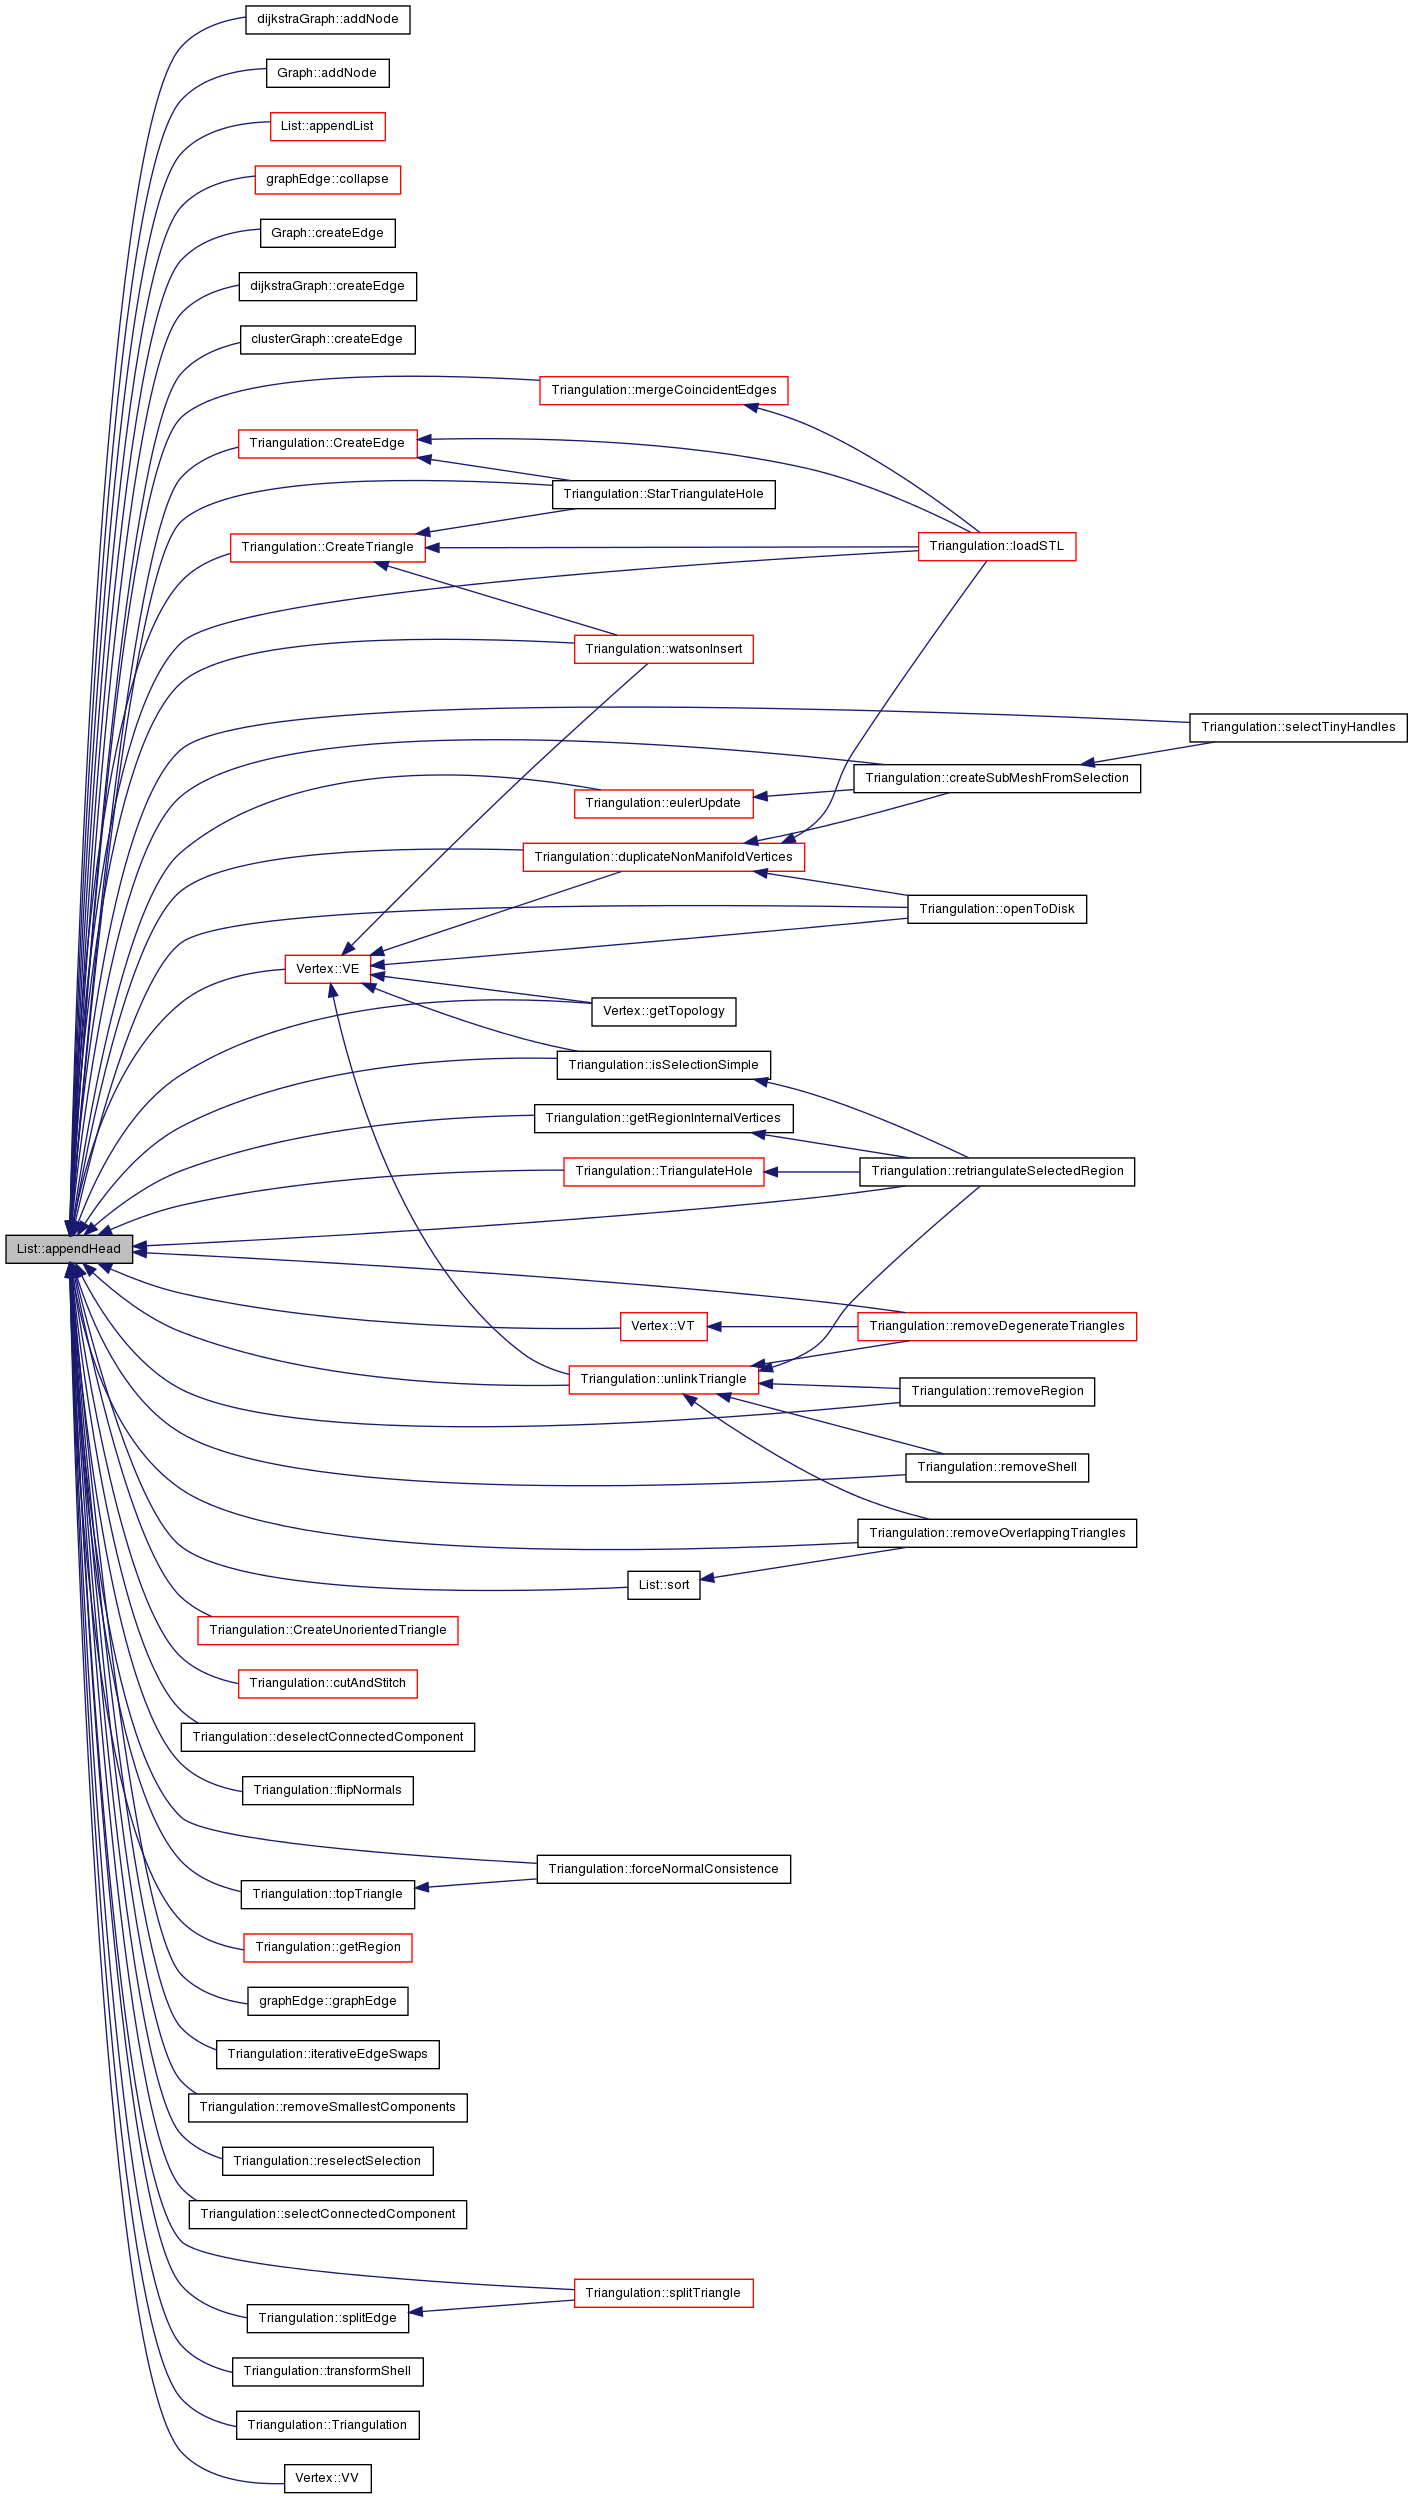 dijkstraGraph::addNode
Graph::addNode
List::appendList
graphEdge::collapse
Graph::createEdge
dijkstraGraph::createEdge
clusterGraph::createEdge
Triangulation::mergeCoincidentEdges
Triangulation::CreateEdge
Triangulation::StarTriangulateHole
Triangulation::CreateTriangle
Triangulation::loadSTL
Triangulation::watsonInsert
Triangulation::selectTinyHandles
Triangulation::createSubMeshFromSelection
Triangulation::eulerUpdate
Triangulation::duplicateNonManifoldVertices
Triangulation::openToDisk
Vertex::VE
Vertex::getTopology
Triangulation::isSelectionSimple
Triangulation::getRegionInternalVertices
Triangulation::TriangulateHole
Triangulation::retriangulateSelectedRegion
List::appendHead
Vertex::VT
Triangulation::removeDegenerateTriangles
Triangulation::unlinkTriangle
Triangulation::removeRegion
Triangulation::removeShell
Triangulation::removeOverlappingTriangles
List::sort
Triangulation::CreateUnorientedTriangle
Triangulation::cutAndStitch
Triangulation::deselectConnectedComponent
Triangulation::flipNormals
Triangulation::forceNormalConsistence
Triangulation::topTriangle
Triangulation::getRegion
graphEdge::graphEdge
Triangulation::iterativeEdgeSwaps
Triangulation::removeSmallestComponents
Triangulation::reselectSelection
Triangulation::selectConnectedComponent
Triangulation::splitTriangle
Triangulation::splitEdge
Triangulation::transformShell
Triangulation::Triangulation
Vertex::VV